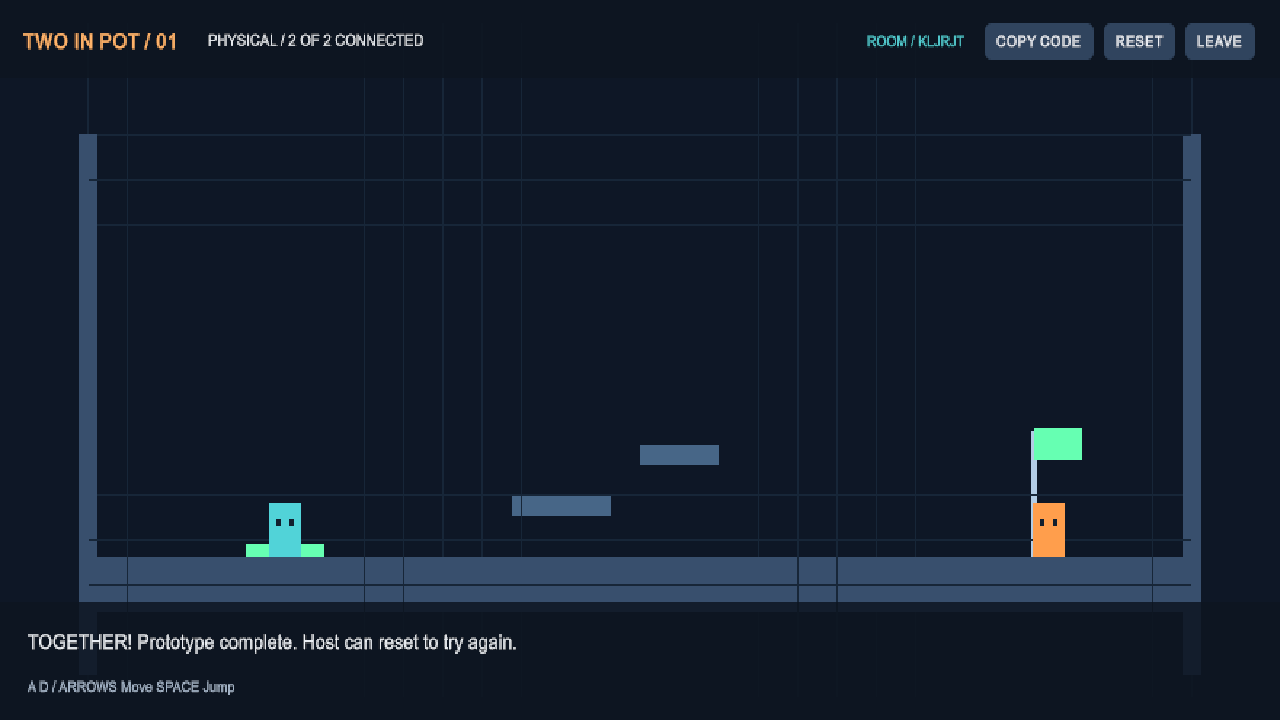 TWO IN POT / 01
PHYSICAL / 2 OF 2 CONNECTED
ROOM / KLJRJT
COPY CODE
RESET
LEAVE
TOGETHER! Prototype complete. Host can reset to try again.
A D / ARROWS Move SPACE Jump